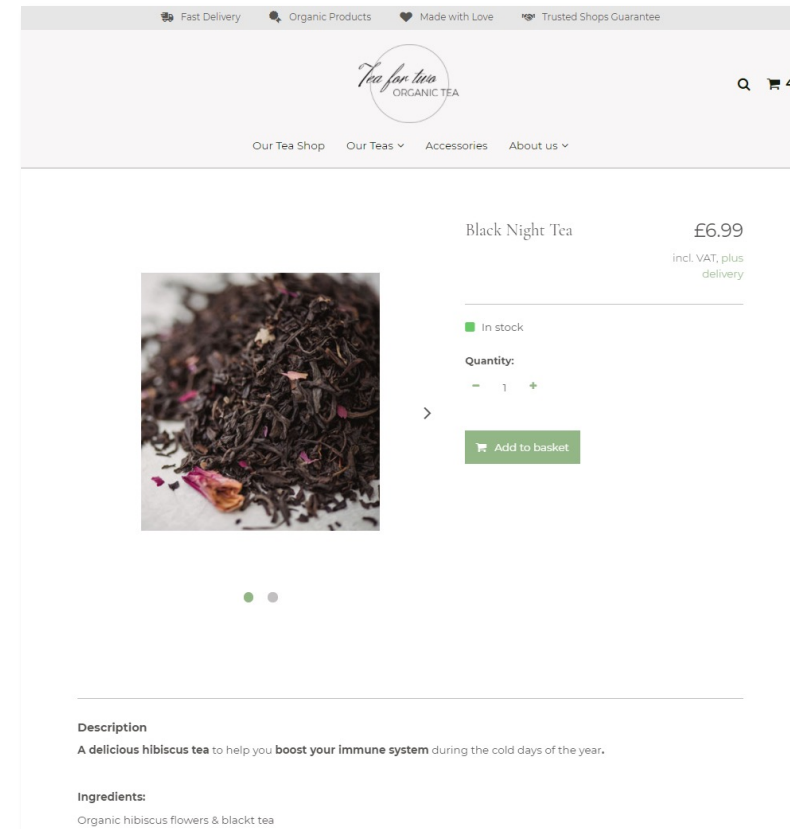 Fast Delivery Organic Products Made with Love Trusted Shops Guarantee
Tea for two
ORGANIC TEA
4
Our Tea Shop Our Teas Accessories About us
Black Night Tea £6.99
incl. VAT, plus
delivery
In stock
Quantity:
- 1 +
Add to basket
Description
A delicious hibiscus tea to help you boost your immune system during the cold days of the year.
Ingredients:
Organic hibiscus flowers & blackt tea